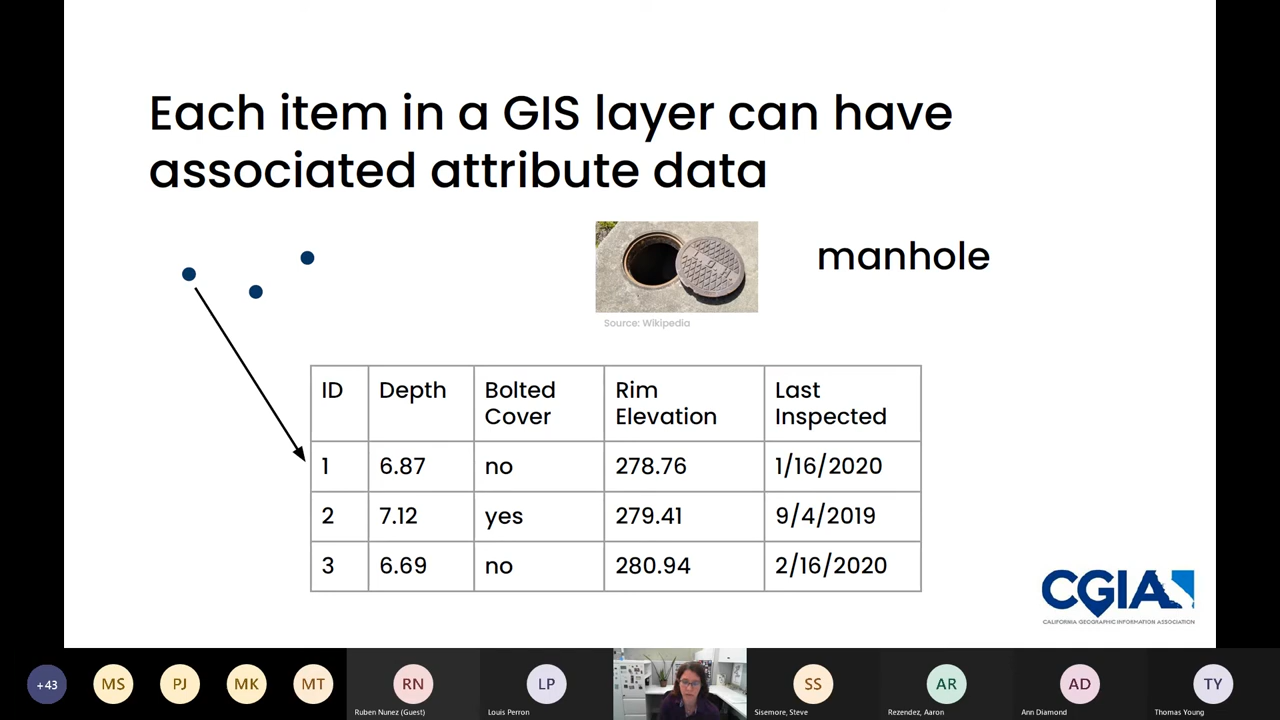 Each item in a GIS layer can have
associated attribute data
manhole
Source: Wikipedia
ID Depth Bolted Cover Rim Elevation Last Inspected
1 6.87 no 278.76 1/16/2020
2 7.12 yes 279.41 9/4/2019
3 6.69 no 280.94 2/16/2020
CGIA
CALIFORNIA GEOGRAPHIC INFORMATION ASSOCIATION
+43 MS PJ MK MT RN LP SS AR AD TY
Ruben Nunez (Guest) Louis Perron Sisemore, Steve Rezendez, Aaron Ann Diamond Thomas Young